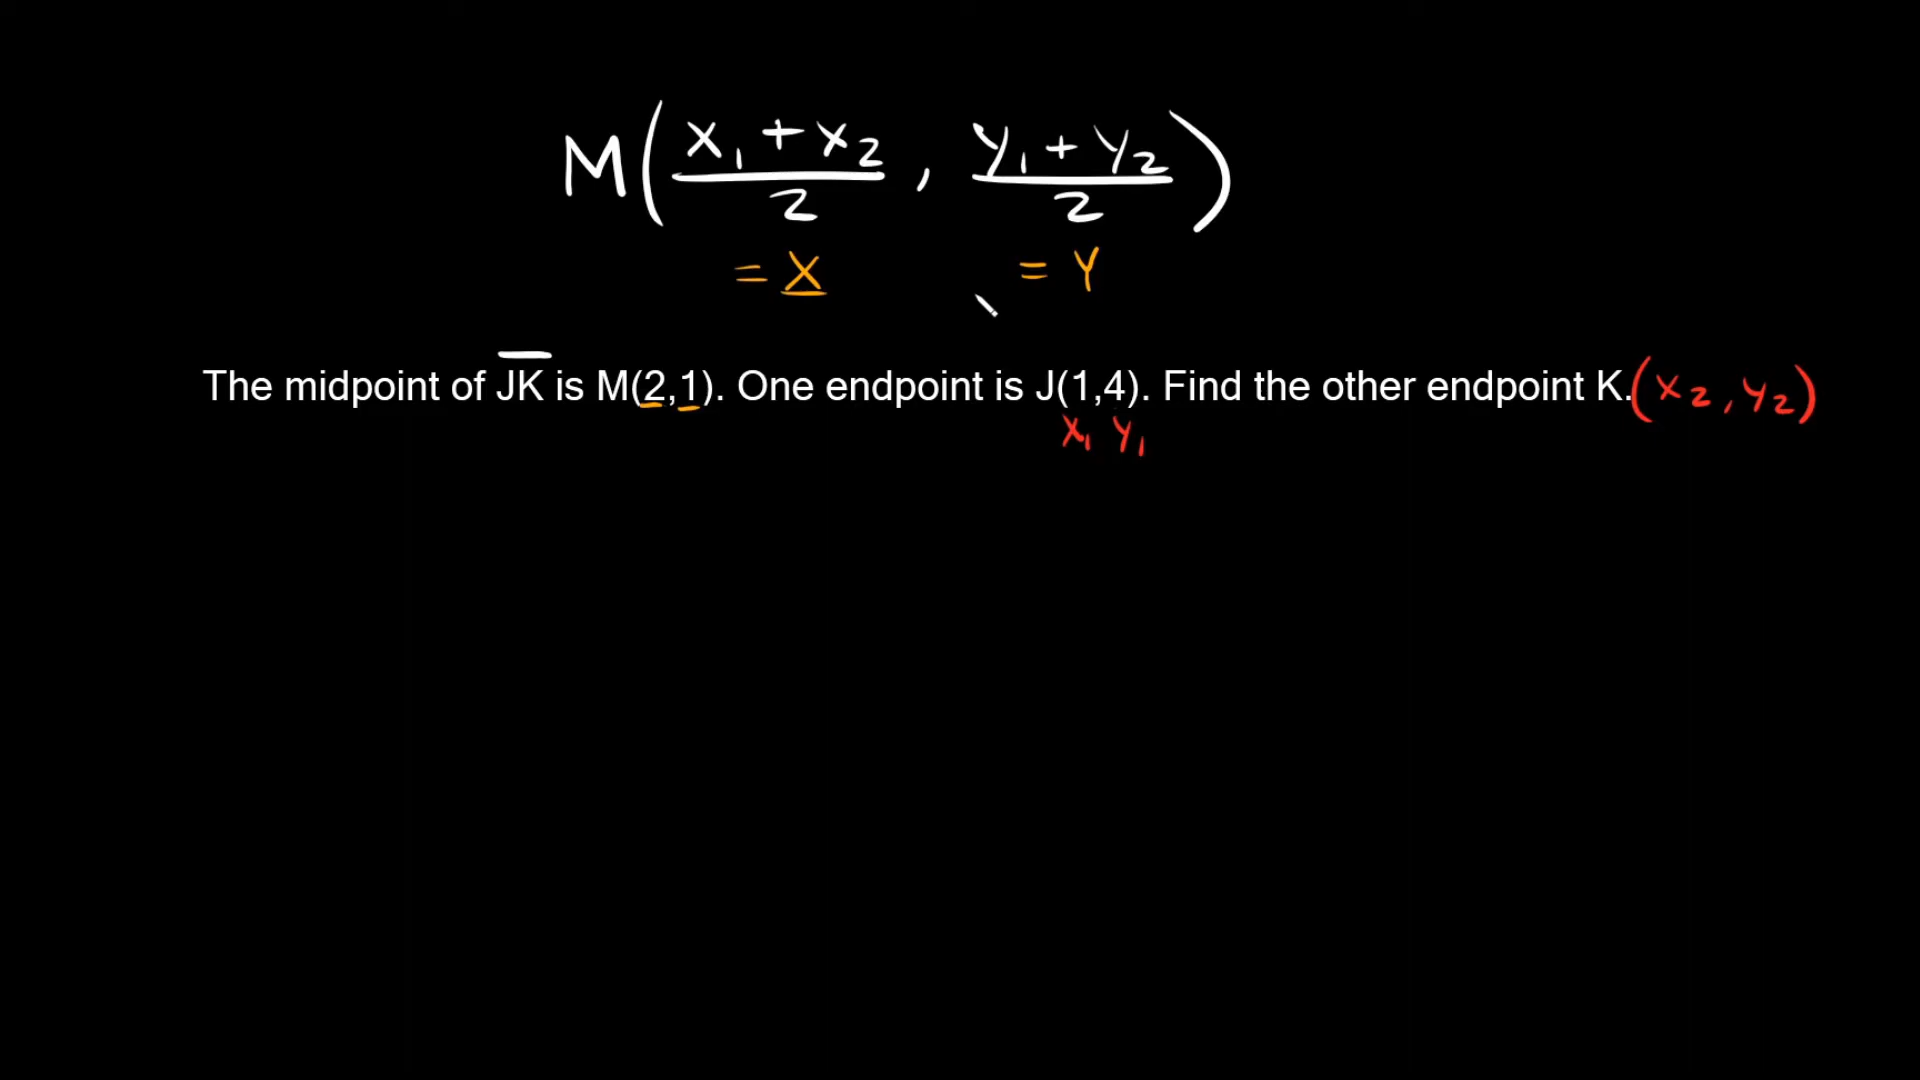 M(x₁+x₂/2, y₁+y₂/2)
=x =y
The midpoint of J̅K̅ is M(2,1). One endpoint is J(1,4). Find the other endpoint K.(x₂,y₂)
x₁ y₁